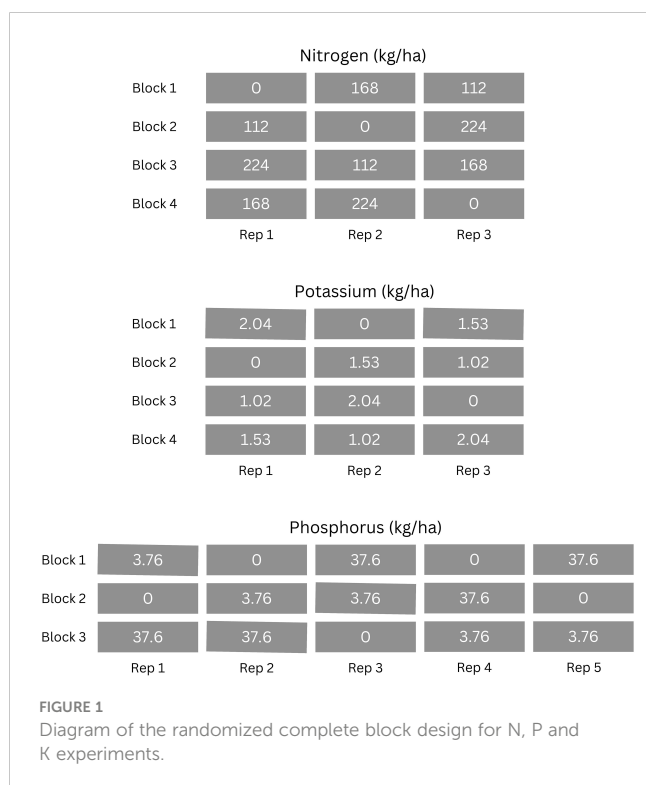 Nitrogen (kg/ha)
Block 1 0 168 112
Block 2 112 0 224
Block 3 224 112 168
Block 4 168 224 0
Rep 1 Rep 2 Rep 3
Potassium (kg/ha)
Block 1 2.04 0 1.53
Block 2 0 1.53 1.02
Block 3 1.02 2.04 0
Block 4 1.53 1.02 2.04
Rep 1 Rep 2 Rep 3
Phosphorus (kg/ha)
Block 1 3.76 0 37.6 0 37.6
Block 2 0 3.76 3.76 37.6 0
Block 3 37.6 37.6 0 3.76 3.76
Rep 1 Rep 2 Rep 3 Rep 4 Rep 5
FIGURE 1
Diagram of the randomized complete block design for N, P and
K experiments.